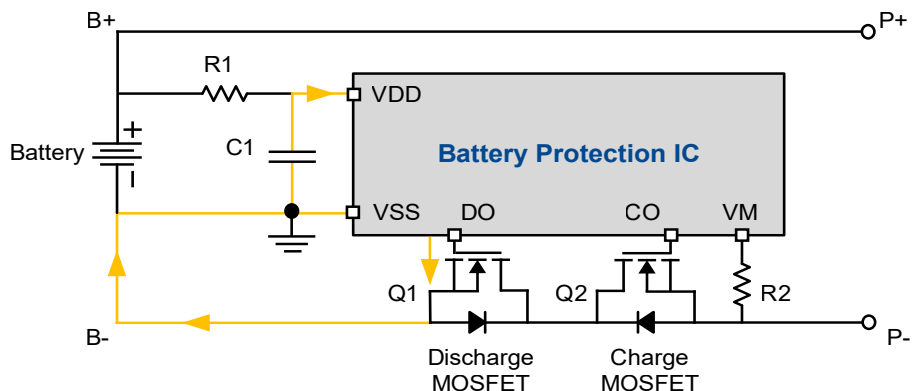 B+
P+
R1
VDD
C1
Battery
+
-
Battery Protection IC
VSS
DO
CO
VM
Q1
Q2
R2
B-
P-
Discharge
MOSFET
Charge
MOSFET